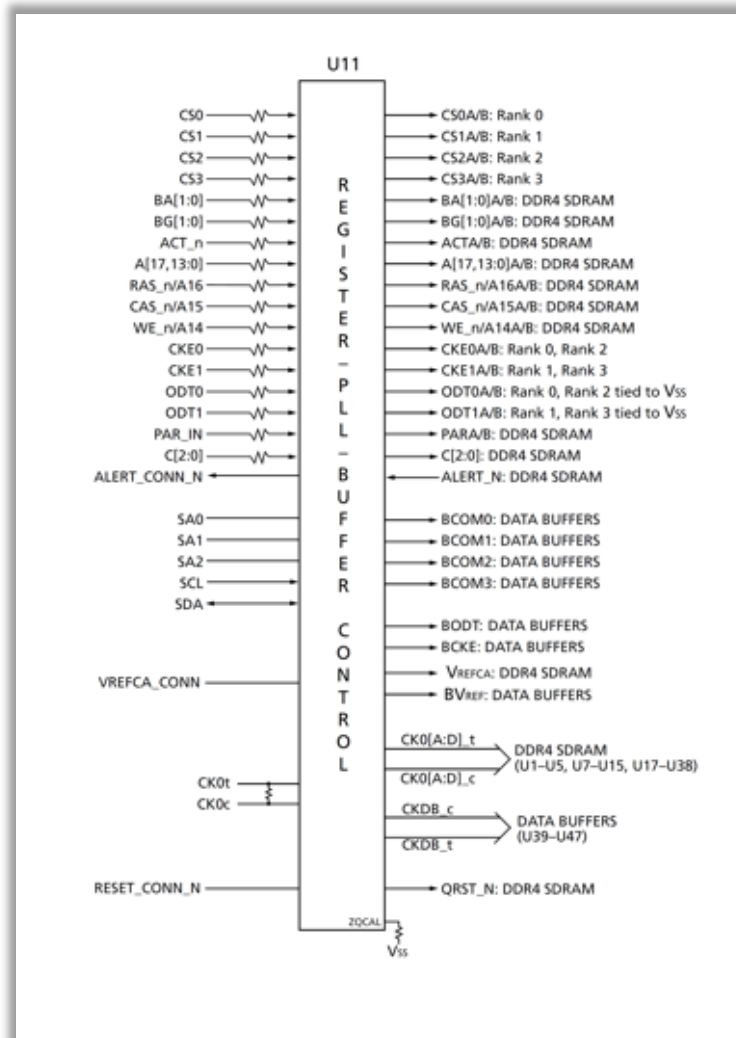 U11
CS0 CS0A/B: Rank 0
CS1 CS1A/B: Rank 1
CS2 CS2A/B: Rank 2
CS3 CS3A/B: Rank 3
BA[1:0] BA[1:0]A/B: DDR4 SDRAM
BG[1:0] BG[1:0]A/B: DDR4 SDRAM
ACT_n ACTA/B: DDR4 SDRAM
A[17,13:0] A[17,13:0]A/B: DDR4 SDRAM
RAS_n/A16 RAS_n/A16A/B: DDR4 SDRAM
CAS_n/A15 CAS_n/A15A/B: DDR4 SDRAM
WE_n/A14 WE_n/A14A/B: DDR4 SDRAM
CKE0 CKE0A/B: Rank 0, Rank 2
CKE1 CKE1A/B: Rank 1, Rank 3
ODT0 ODT0A/B: Rank 0, Rank 2 tied to VSS
ODT1 ODT1A/B: Rank 1, Rank 3 tied to VSS
PAR_IN PARA/B: DDR4 SDRAM
C[2:0] C[2:0]: DDR4 SDRAM
ALERT_CONN_N ALERT_N: DDR4 SDRAM
REGISTER–PLL–BUFFER CONTROL
SA0 BCOM0: DATA BUFFERS
SA1 BCOM1: DATA BUFFERS
SA2 BCOM2: DATA BUFFERS
SCL BCOM3: DATA BUFFERS
SDA
BODT: DATA BUFFERS
BCKE: DATA BUFFERS
VREFCA_CONN VREFCA: DDR4 SDRAM
BVREF: DATA BUFFERS
CK0[A:D]_t DDR4 SDRAM
CK0[A:D]_c (U1–U5, U7–U15, U17–U38)
CK0t
CK0c
CKDB_c DATA BUFFERS
CKDB_t (U39–U47)
RESET_CONN_N QRST_N: DDR4 SDRAM
ZQCAL
VSS